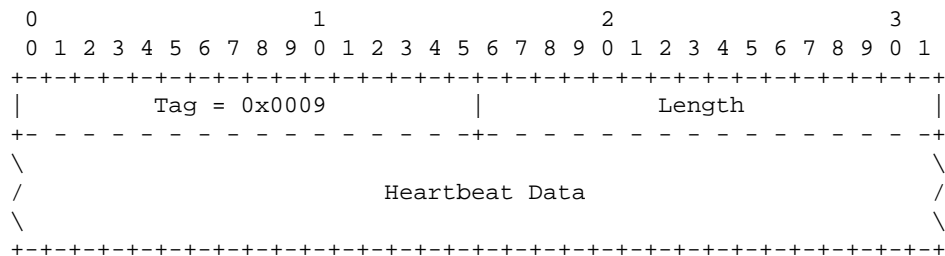 0                   1                   2                   3
 0 1 2 3 4 5 6 7 8 9 0 1 2 3 4 5 6 7 8 9 0 1 2 3 4 5 6 7 8 9 0 1
+-+-+-+-+-+-+-+-+-+-+-+-+-+-+-+-+-+-+-+-+-+-+-+-+-+-+-+-+-+-+-+-+
|         Tag = 0x0009          |            Length             |
+- - - - - - - - - - - - - - - -+- - - - - - - - - - - - - - - -+
\                                                               \
/                         Heartbeat Data                        /
\                                                               \
+-+-+-+-+-+-+-+-+-+-+-+-+-+-+-+-+-+-+-+-+-+-+-+-+-+-+-+-+-+-+-+-+